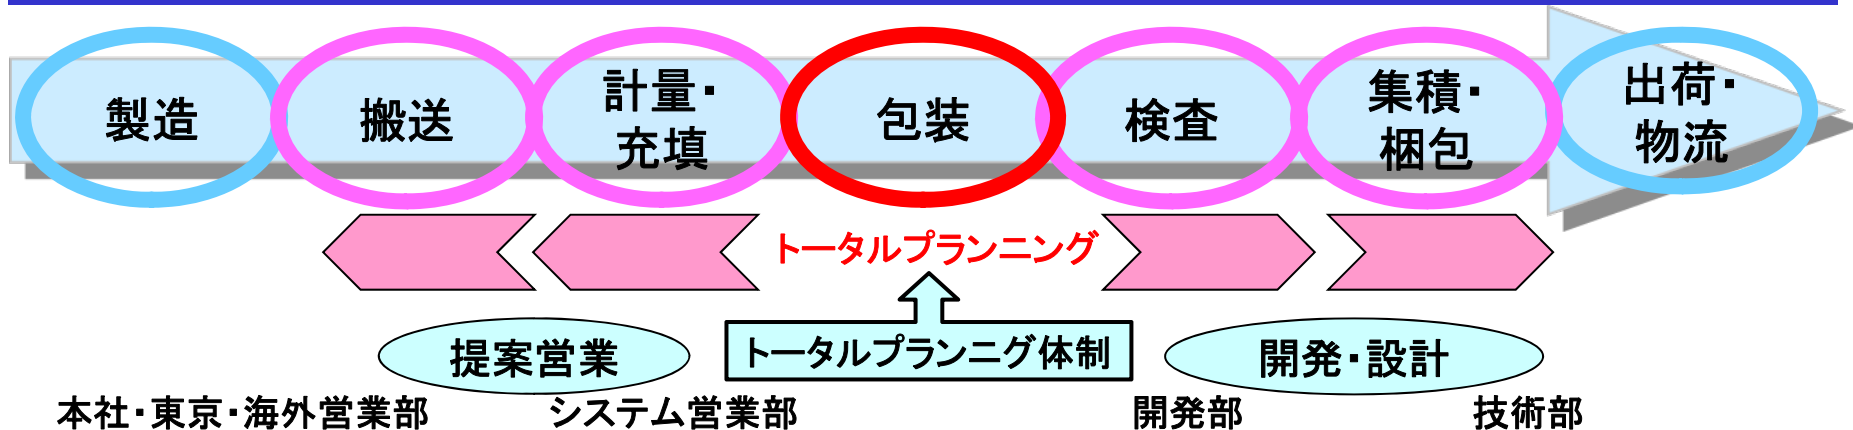 製造
搬送
計量・
充填
包装
検査
集積・
梱包
出荷・
物流
トータルプランニング
提案営業
トータルプランニグ体制
開発・設計
本社・東京・海外営業部
システム営業部
開発部
技術部